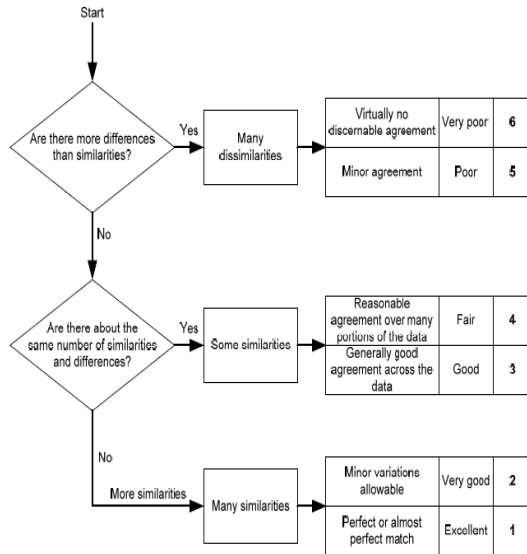 Start
Are there more differences
than similarities?
Yes
Many
dissimilarities
Virtually no
discernable agreement
Very poor
6
Minor agreement
Poor
5
No
Are there about the
same number of similarities
and differences?
Yes
Some similarities
Reasonable
agreement over many
portions of the data
Fair
4
Generally good
agreement across the
data
Good
3
No
More similarities
Many similarities
Minor variations
allowable
Very good
2
Perfect or almost
perfect match
Excellent
1